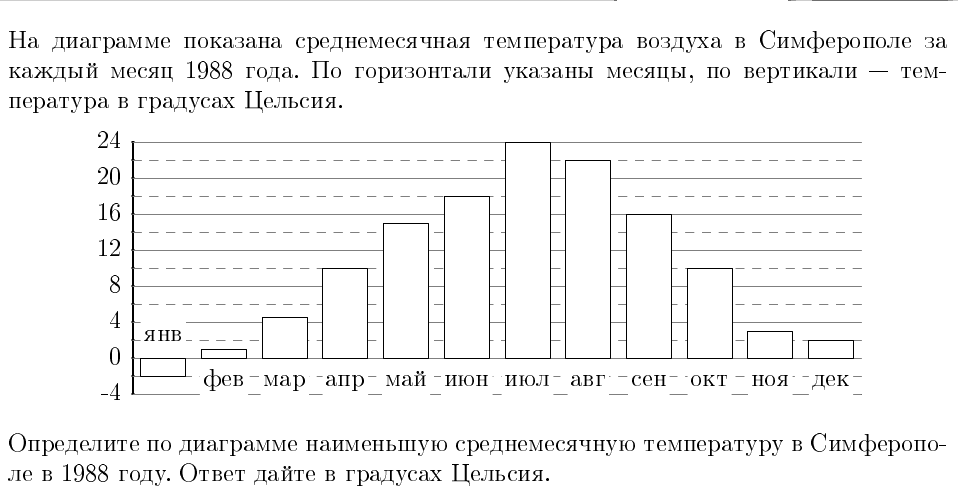 На диаграмме показана среднемесячная температура воздуха в Симферополе за
каждый месяц 1988 года. По горизонтали указаны месяцы, по вертикали — тем-
пература в градусах Цельсия.
24
20
16
12
8
4
янв
0
фев мар апр май июн июл авг сен окт ноя дек
-4
Определите по диаграмме наименьшую среднемесячную температуру в Симферопо-
ле в 1988 году. Ответ дайте в градусах Цельсия.